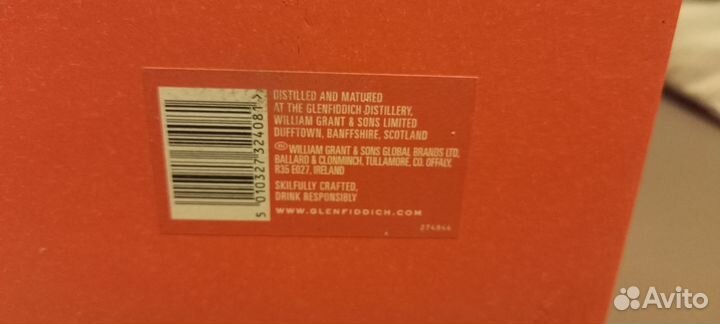 5 010327 324081 >
DISTILLED AND MATURED
AT THE GLENFIDDICH DISTILLERY,
WILLIAM GRANT & SONS LIMITED
DUFFTOWN, BANFFSHIRE, SCOTLAND
EU WILLIAM GRANT & SONS GLOBAL BRANDS LTD,
BALLARD & CLONMINCH, TULLAMORE, CO. OFFALY,
R35 E027, IRELAND
SKILFULLY CRAFTED,
DRINK RESPONSIBLY
WWW.GLENFIDDICH.COM
274844
Avito